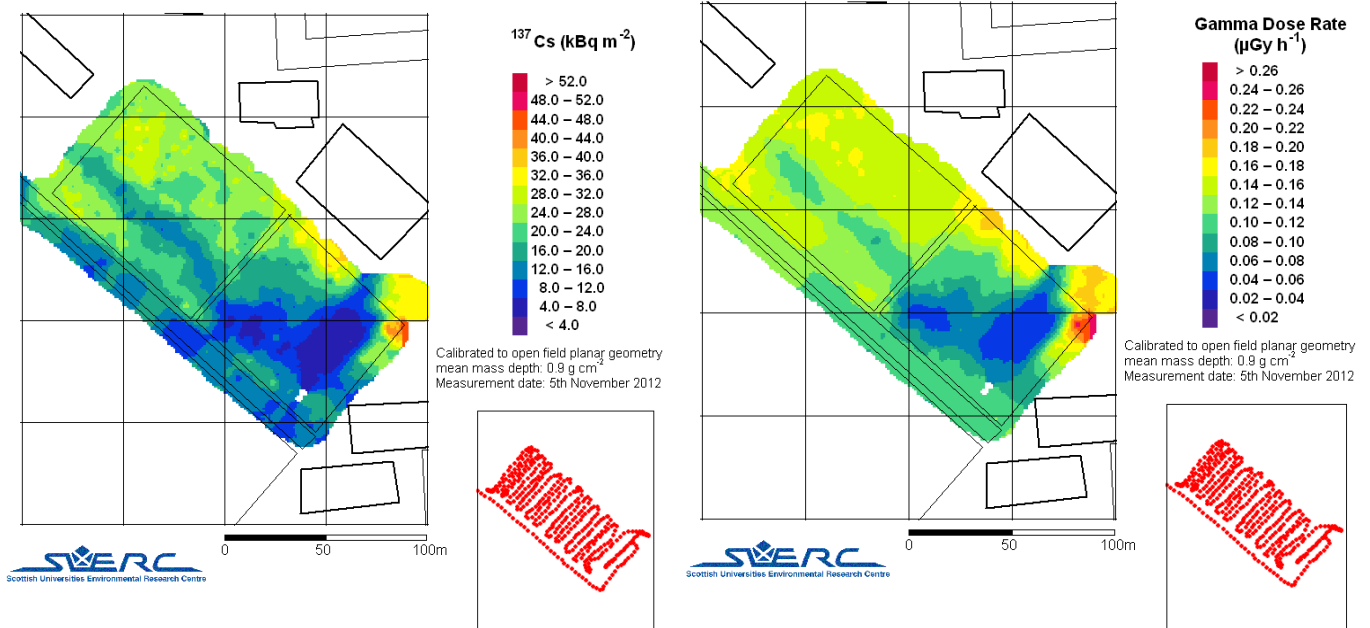 ¹³⁷Cs (kBq m⁻²)
> 52.0
48.0 – 52.0
44.0 – 48.0
40.0 – 44.0
36.0 – 40.0
32.0 – 36.0
28.0 – 32.0
24.0 – 28.0
20.0 – 24.0
16.0 – 20.0
12.0 – 16.0
8.0 – 12.0
4.0 – 8.0
< 4.0
Calibrated to open field planar geometry
mean mass depth: 0.9 g cm⁻²
Measurement date: 5th November 2012
0 50 100m
SUERC
Scottish Universities Environmental Research Centre
Gamma Dose Rate
(µGy h⁻¹)
> 0.26
0.24 – 0.26
0.22 – 0.24
0.20 – 0.22
0.18 – 0.20
0.16 – 0.18
0.14 – 0.16
0.12 – 0.14
0.10 – 0.12
0.08 – 0.10
0.06 – 0.08
0.04 – 0.06
0.02 – 0.04
< 0.02
Calibrated to open field planar geometry
mean mass depth: 0.9 g cm⁻²
Measurement date: 5th November 2012
0 50 100m
SUERC
Scottish Universities Environmental Research Centre